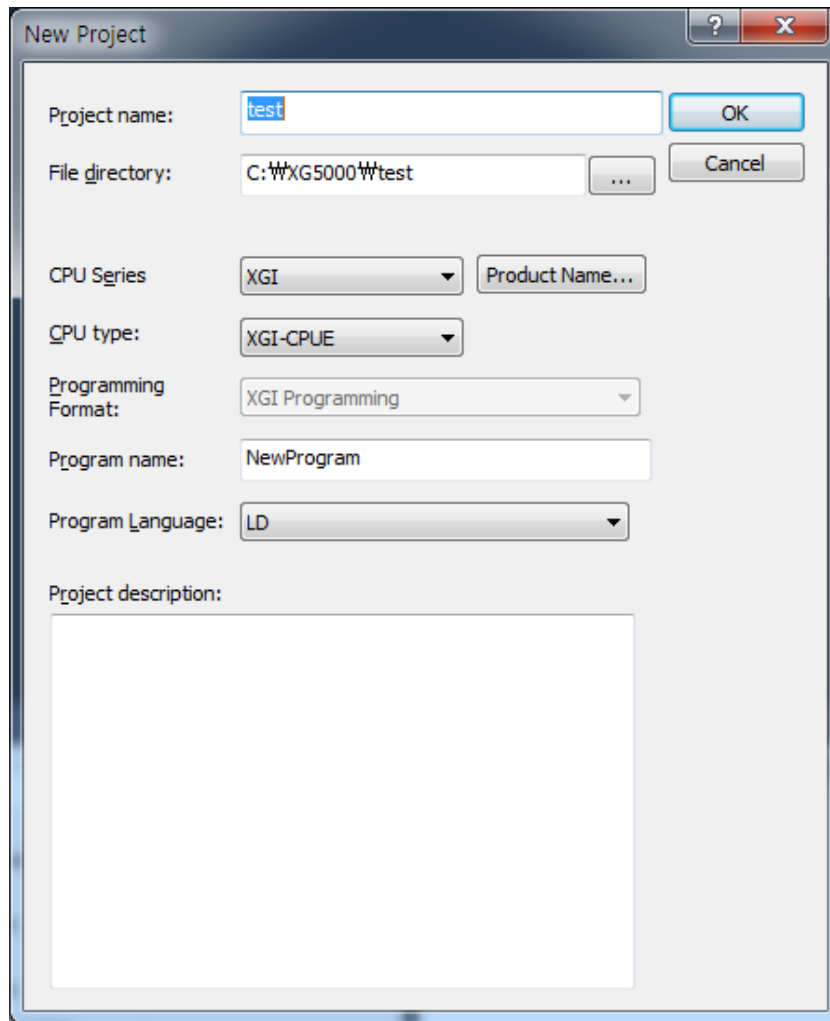 New Project
?
Project name:
test
OK
File directory:
C:₩XG5000₩test
...
Cancel
CPU Series
XGI
Product Name...
CPU type:
XGI-CPUE
Programming
Format:
XGI Programming
Program name:
NewProgram
Program Language:
LD
Project description: